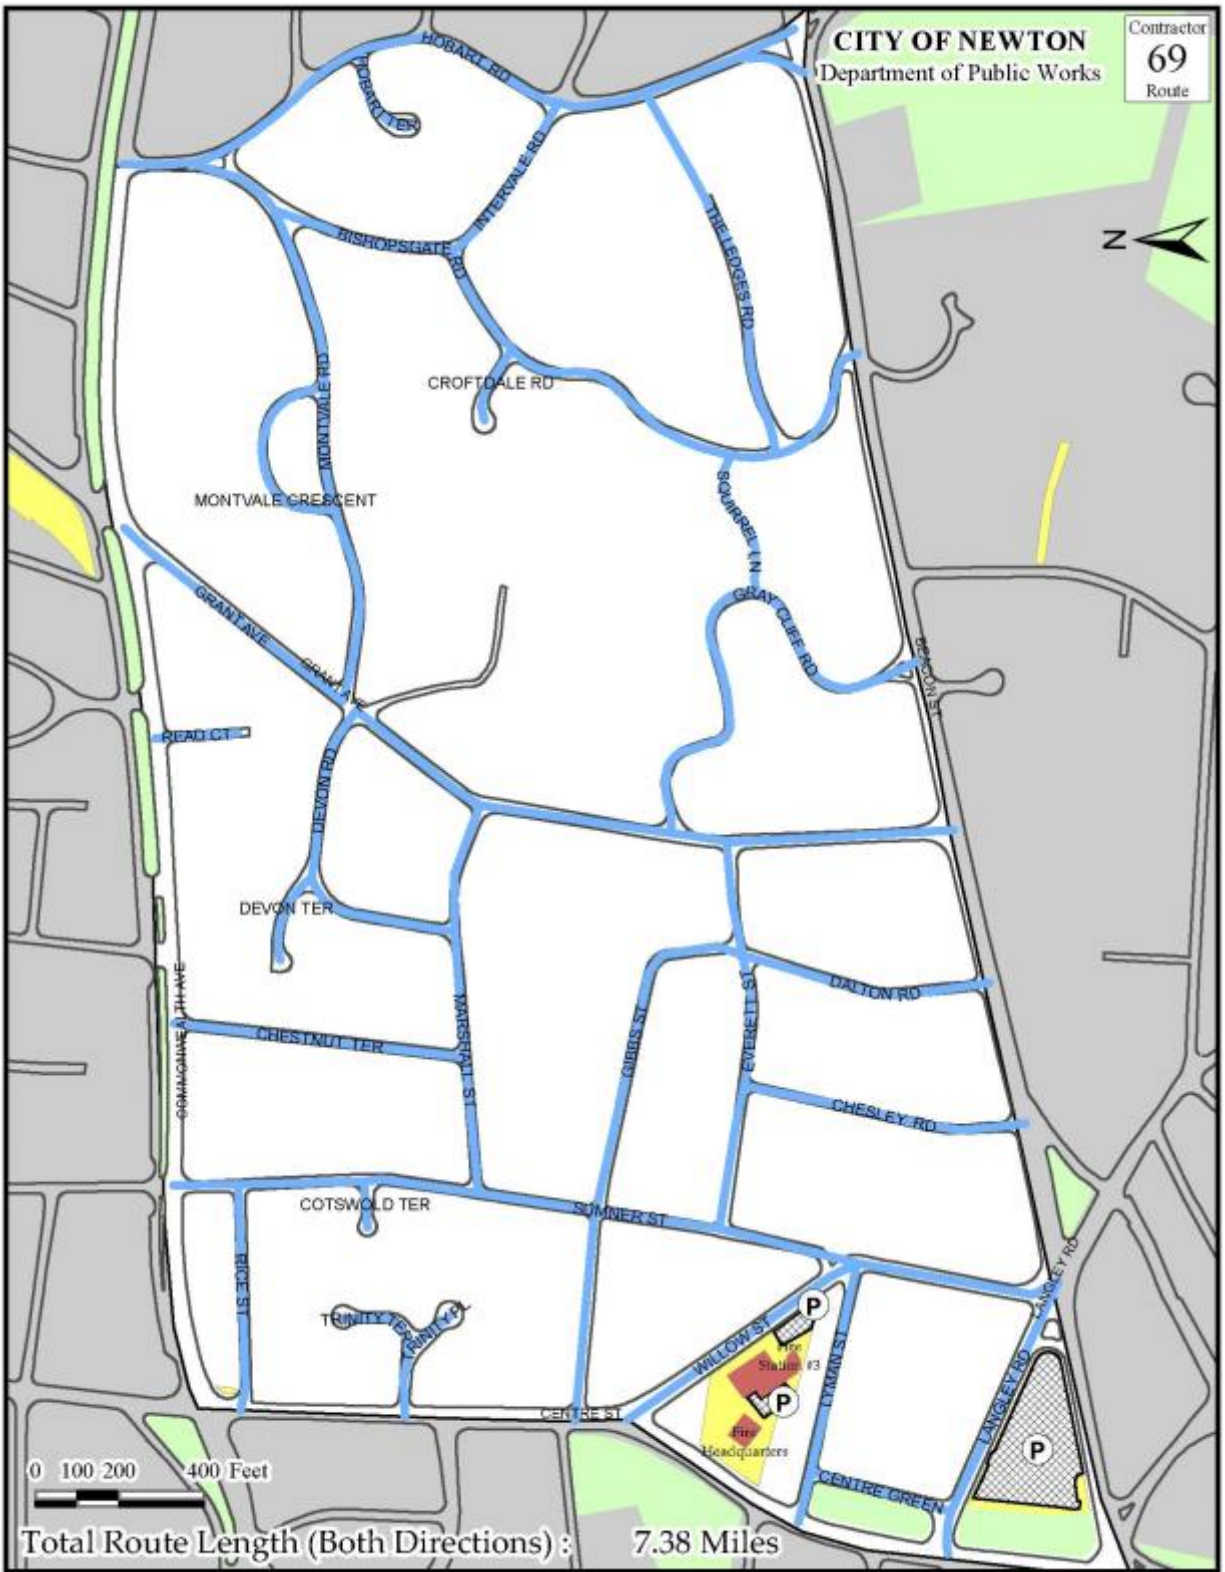 CITY OF NEWTON
Department of Public Works
Contractor
69
Route
N
HOBART RD
HOBART TER
INTERVALE RD
THE LEDGES RD
BISHOPSGATE RD
MONTVALE RD
CROFTDALE RD
MONTVALE CRESCENT
SQUIRREL LN
GRANT AVE
GRAY CLIFF RD
GRANT AVE
BEACON ST
READ CT
DEVON RD
DEVON TER
COMMONWEALTH AVE
MARSHALL ST
GIBBS ST
EVERETT ST
DALTON RD
CHESTNUT TER
CHESLEY RD
COTSWOLD TER
SUMNER ST
LANGLEY RD
RICE ST
TRINITY TER
TRINITY PL
WILLOW ST
P
Fire
Station #3
LYMAN ST
P
LANGLEY RD
CENTRE ST
Fire
Headquarters
P
CENTRE GREEN
0 100 200 400 Feet
Total Route Length (Both Directions) : 7.38 Miles